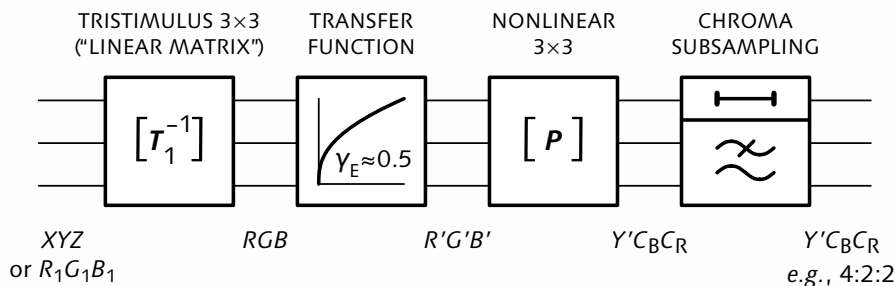 TRISTIMULUS 3×3
(“LINEAR MATRIX”)
TRANSFER
FUNCTION
NONLINEAR
3×3
CHROMA
SUBSAMPLING
[T₁⁻¹]
γE≈0.5
[P]
XYZ
or R₁G₁B₁
RGB
R'G'B'
Y'CBCR
Y'CBCR
e.g., 4:2:2